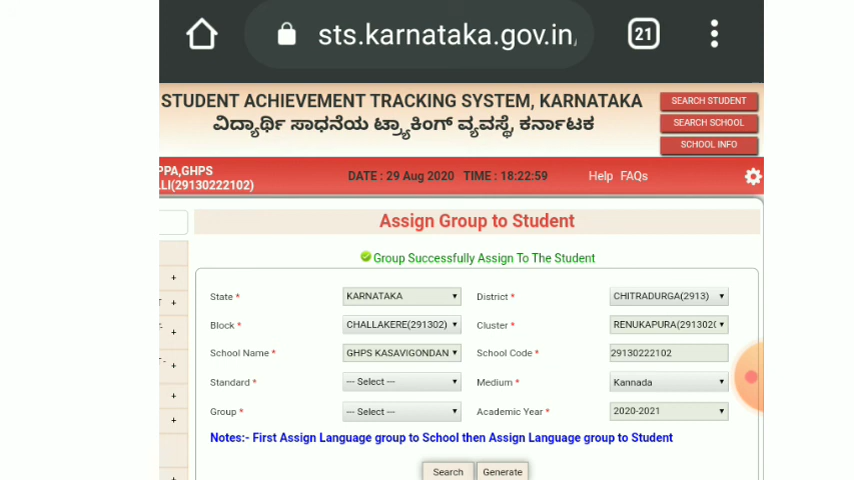 sts.karnataka.gov.in,
21
STUDENT ACHIEVEMENT TRACKING SYSTEM, KARNATAKA
ವಿದ್ಯಾರ್ಥಿ ಸಾಧನೆಯ ಟ್ರ್ಯಾಕಿಂಗ್ ವ್ಯವಸ್ಥೆ, ಕರ್ನಾಟಕ
SEARCH STUDENT
SEARCH SCHOOL
SCHOOL INFO
PPA,GHPS
LLI(29130222102)
DATE : 29 Aug 2020 TIME : 18:22:59
Help FAQs
Assign Group to Student
Group Successfully Assign To The Student
State * KARNATAKA District * CHITRADURGA(2913)
Block * CHALLAKERE(291302) Cluster * RENUKAPURA(291302
School Name * GHPS KASAVIGONDAN School Code * 29130222102
Standard * --- Select --- Medium * Kannada
Group * --- Select --- Academic Year * 2020-2021
Notes:- First Assign Language group to School then Assign Language group to Student
Search Generate